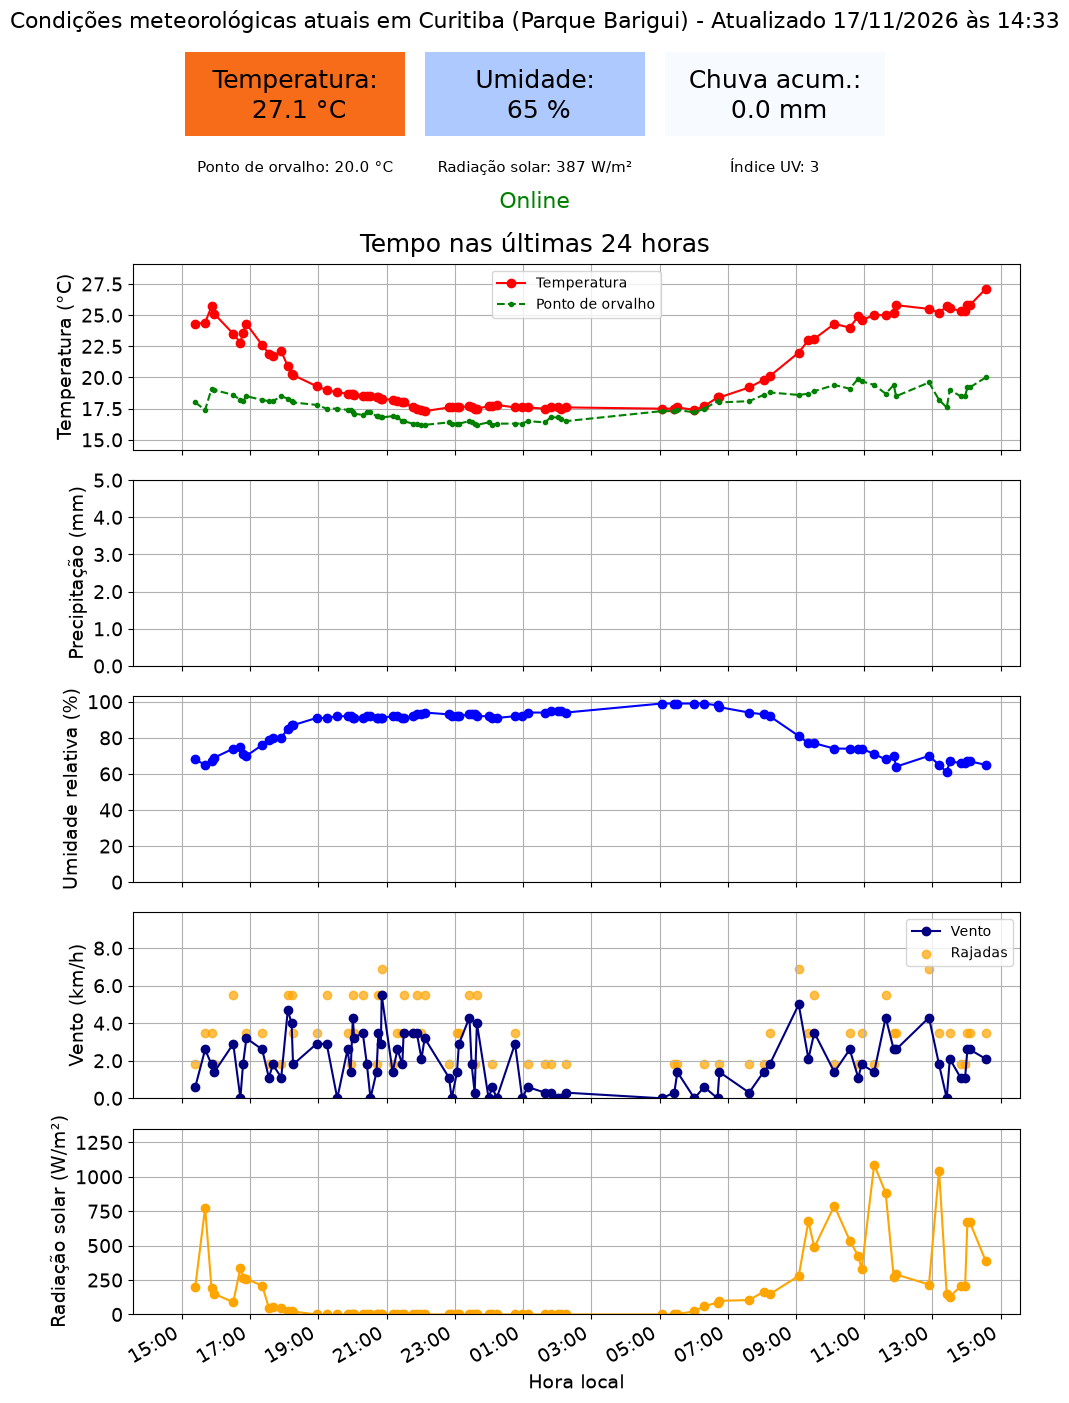 Condições meteorológicas atuais em Curitiba (Parque Barigui) - Atualizado 17/11/2026 às 14:33
Temperatura:
27.1 °C
Umidade:
65 %
Chuva acum.:
0.0 mm
Ponto de orvalho: 20.0 °C
Radiação solar: 387 W/m²
Índice UV: 3
Online
Tempo nas últimas 24 horas
Temperatura (°C)
27.5
25.0
22.5
20.0
17.5
15.0
Temperatura
Ponto de orvalho
Precipitação (mm)
5.0
4.0
3.0
2.0
1.0
0.0
Umidade relativa (%)
100
80
60
40
20
0
Vento (km/h)
8.0
6.0
4.0
2.0
0.0
Vento
Rajadas
Radiação solar (W/m²)
1250
1000
750
500
250
0
15:00
17:00
19:00
21:00
23:00
01:00
03:00
05:00
07:00
09:00
11:00
13:00
15:00
Hora local